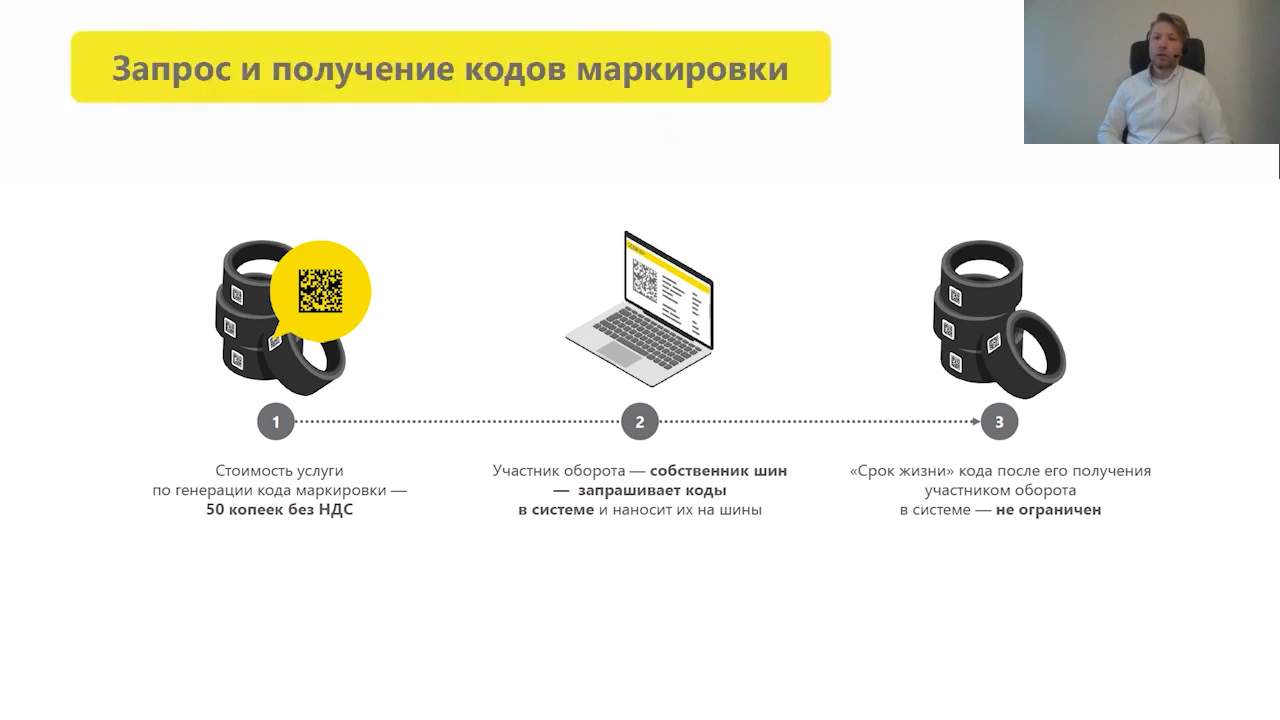 Запрос и получение кодов маркировки
1
2
3
Стоимость услуги
по генерации кода маркировки —
50 копеек без НДС
Участник оборота — собственник шин
— запрашивает коды
в системе и наносит их на шины
«Срок жизни» кода после его получения
участником оборота
в системе — не ограничен